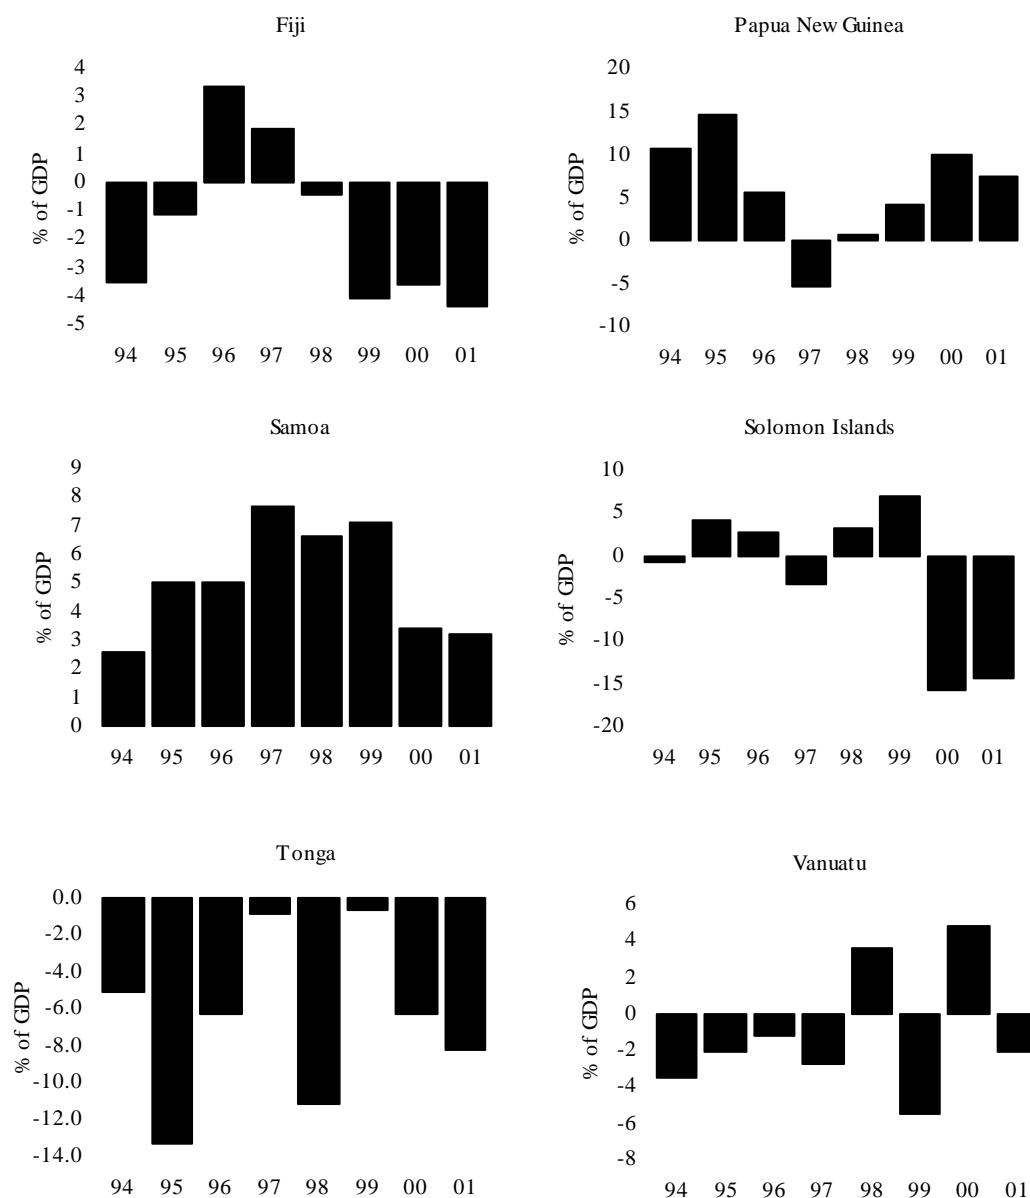 Fiji
4
3
2
1
0
-1
-2
-3
-4
-5
% of GDP
94 95 96 97 98 99 00 01
Papua New Guinea
20
15
10
5
0
-5
-10
% of GDP
94 95 96 97 98 99 00 01
Samoa
9
8
7
6
5
4
3
2
1
0
% of GDP
94 95 96 97 98 99 00 01
Solomon Islands
10
5
0
-5
-10
-15
-20
% of GDP
94 95 96 97 98 99 00 01
Tonga
0.0
-2.0
-4.0
-6.0
-8.0
-10.0
-12.0
-14.0
% of GDP
94 95 96 97 98 99 00 01
Vanuatu
6
4
2
0
-2
-4
-6
-8
% of GDP
94 95 96 97 98 99 00 01